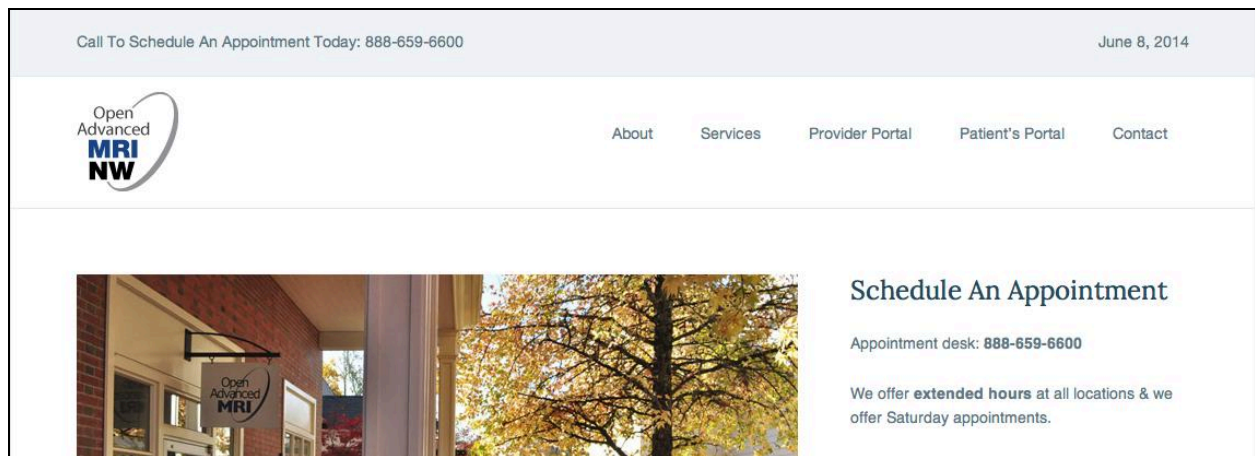 Call To Schedule An Appointment Today: 888-659-6600
June 8, 2014
Open
Advanced
MRI
NW
About
Services
Provider Portal
Patient's Portal
Contact
Schedule An Appointment
Appointment desk: 888-659-6600
We offer extended hours at all locations & we
offer Saturday appointments.
Open
Advanced
MRI